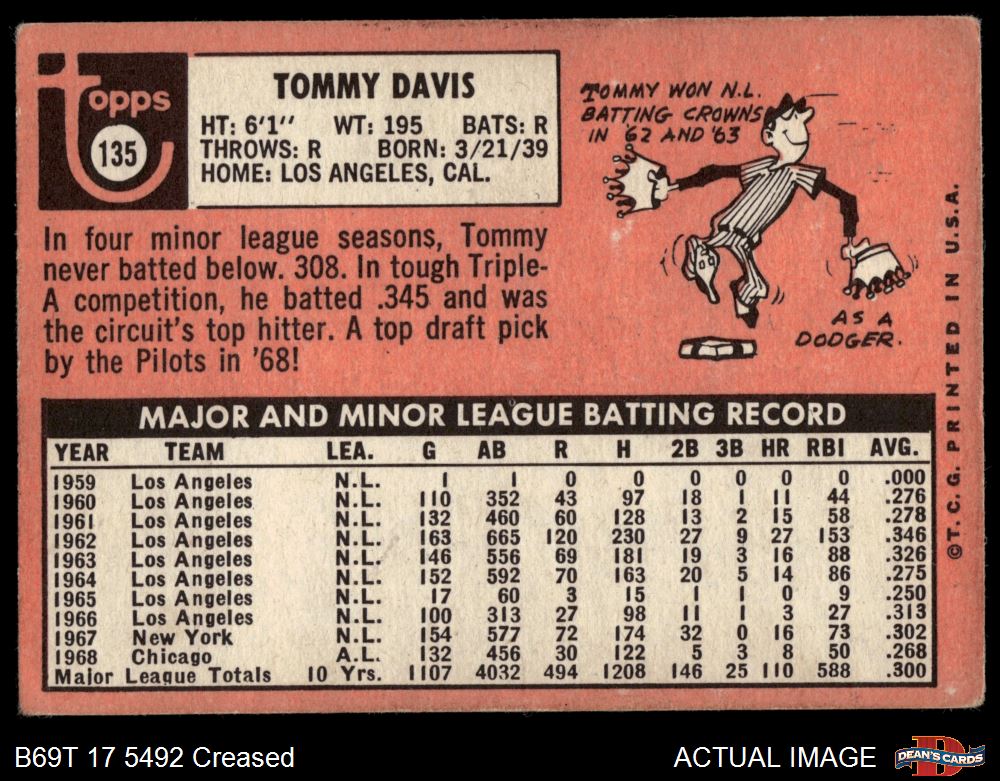 Topps
135
TOMMY DAVIS
HT: 6'1" WT: 195 BATS: R
THROWS: R BORN: 3/21/39
HOME: LOS ANGELES, CAL.
TOMMY WON N.L.
BATTING CROWNS
IN '62 AND '63
AS A
DODGER.
In four minor league seasons, Tommy
never batted below. 308. In tough Triple-
A competition, he batted .345 and was
the circuit's top hitter. A top draft pick
by the Pilots in '68!
MAJOR AND MINOR LEAGUE BATTING RECORD
YEAR TEAM LEA. G AB R H 2B 3B HR RBI AVG.
1959 Los Angeles N.L. 1 1 0 0 0 0 0 0 .000
1960 Los Angeles N.L. 110 352 43 97 18 1 11 44 .276
1961 Los Angeles N.L. 132 460 60 128 13 2 15 58 .278
1962 Los Angeles N.L. 163 665 120 230 27 9 27 153 .346
1963 Los Angeles N.L. 146 556 69 181 19 3 16 88 .326
1964 Los Angeles N.L. 152 592 70 163 20 5 14 86 .275
1965 Los Angeles N.L. 17 60 3 15 1 1 0 9 .250
1966 Los Angeles N.L. 100 313 27 98 11 1 3 27 .313
1967 New York N.L. 154 577 72 174 32 0 16 73 .302
1968 Chicago A.L. 132 456 30 122 5 3 8 50 .268
Major League Totals 10 Yrs. 1107 4032 494 1208 146 25 110 588 .300
©T. C. G. PRINTED IN U.S.A.
B69T 17 5492 Creased
ACTUAL IMAGE
D
DEAN'S CARDS